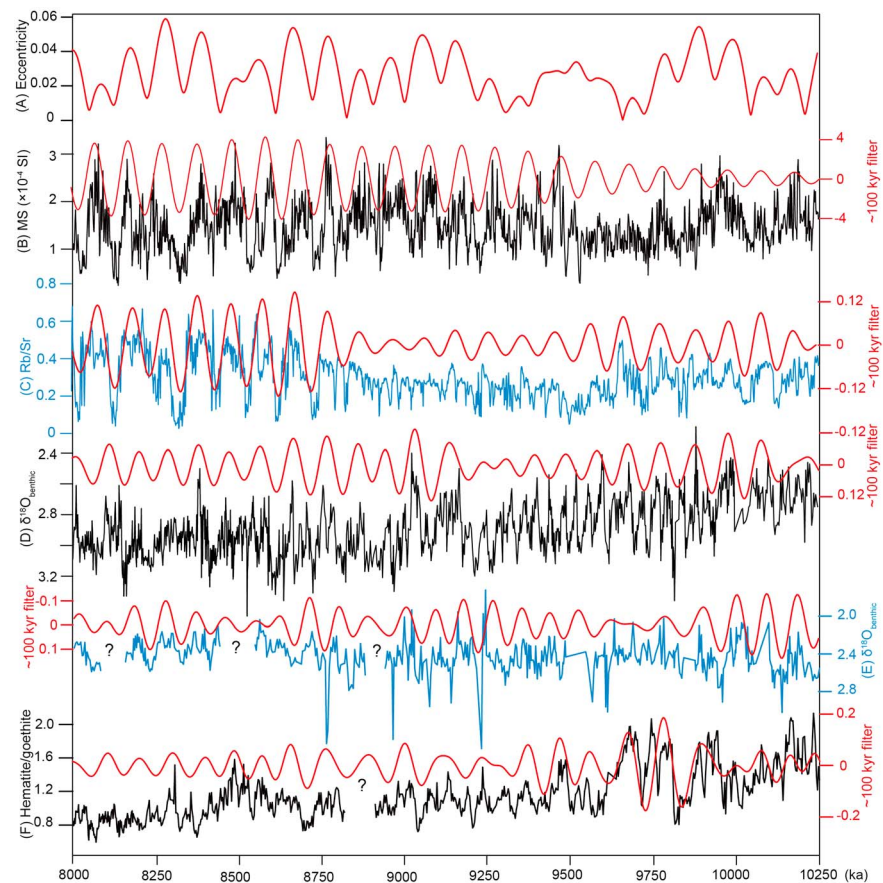 (A) Eccentricity
0.06
0.04
0.02
0
(B) MS (×10⁻⁴ SI)
3
2
1
4
0
-4
~100 kyr filter
(C) Rb/Sr
0.8
0.6
0.4
0.2
0
0.12
0
-0.12
~100 kyr filter
(D) δ¹⁸Obenthic
2.4
2.8
3.2
-0.12
0
0.12
~100 kyr filter
~100 kyr filter
-0.1
0
0.1
? ? ?
2.0
2.4
2.8
(E) δ¹⁸Obenthic
(F) Hematite/goethite
2.0
1.6
1.2
0.8
?
0.2
0
-0.2
~100 kyr filter
8000 8250 8500 8750 9000 9250 9500 9750 10000 10250 (ka)